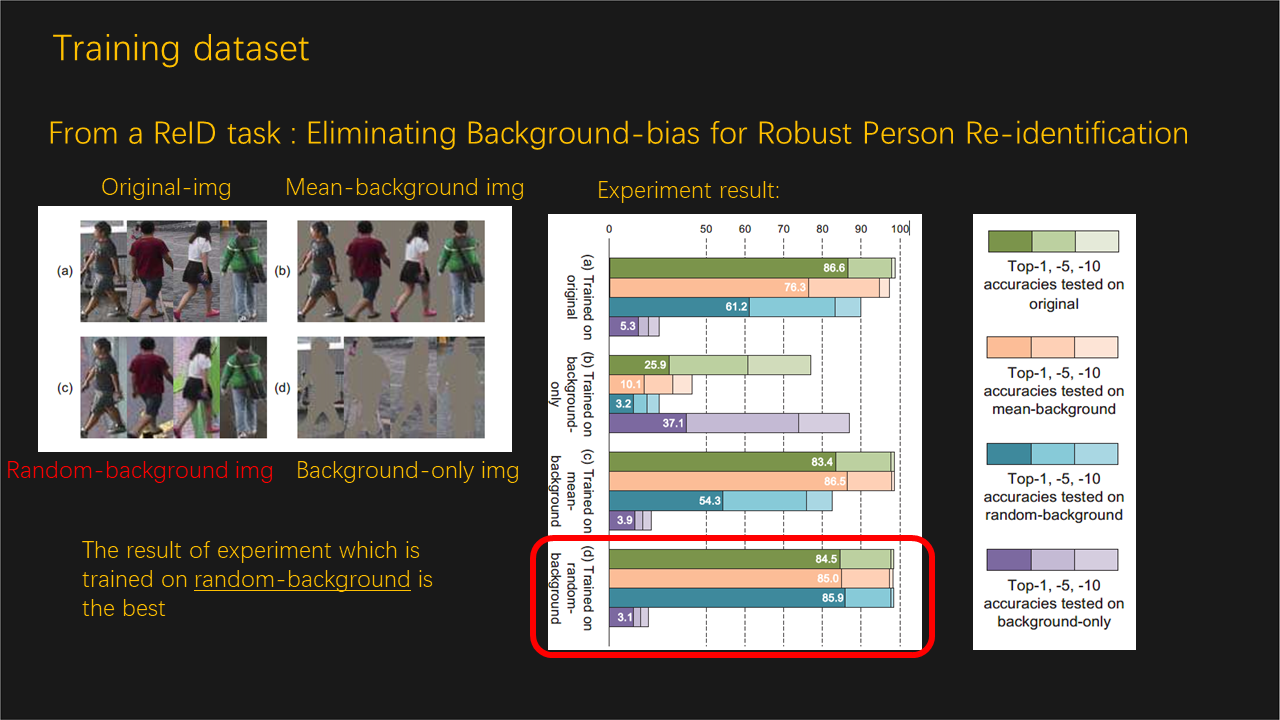 Training dataset
From a ReID task : Eliminating Background-bias for Robust Person Re-identification
Original-img
Mean-background img
(a)
(b)
(c)
(d)
Random-background img
Background-only img
The result of experiment which is
trained on random-background is
the best
Experiment result:
0 50 60 70 80 90 100
(a) Trained on
original
86.6
76.3
61.2
5.3
(b) Trained on
background-
only
25.9
10.1
3.2
37.1
(c) Trained on
mean-
background
83.4
86.5
54.3
3.9
(d) Trained on
random-
background
84.5
85.0
85.9
3.1
Top-1, -5, -10
accuracies tested on
original
Top-1, -5, -10
accuracies tested on
mean-background
Top-1, -5, -10
accuracies tested on
random-background
Top-1, -5, -10
accuracies tested on
background-only